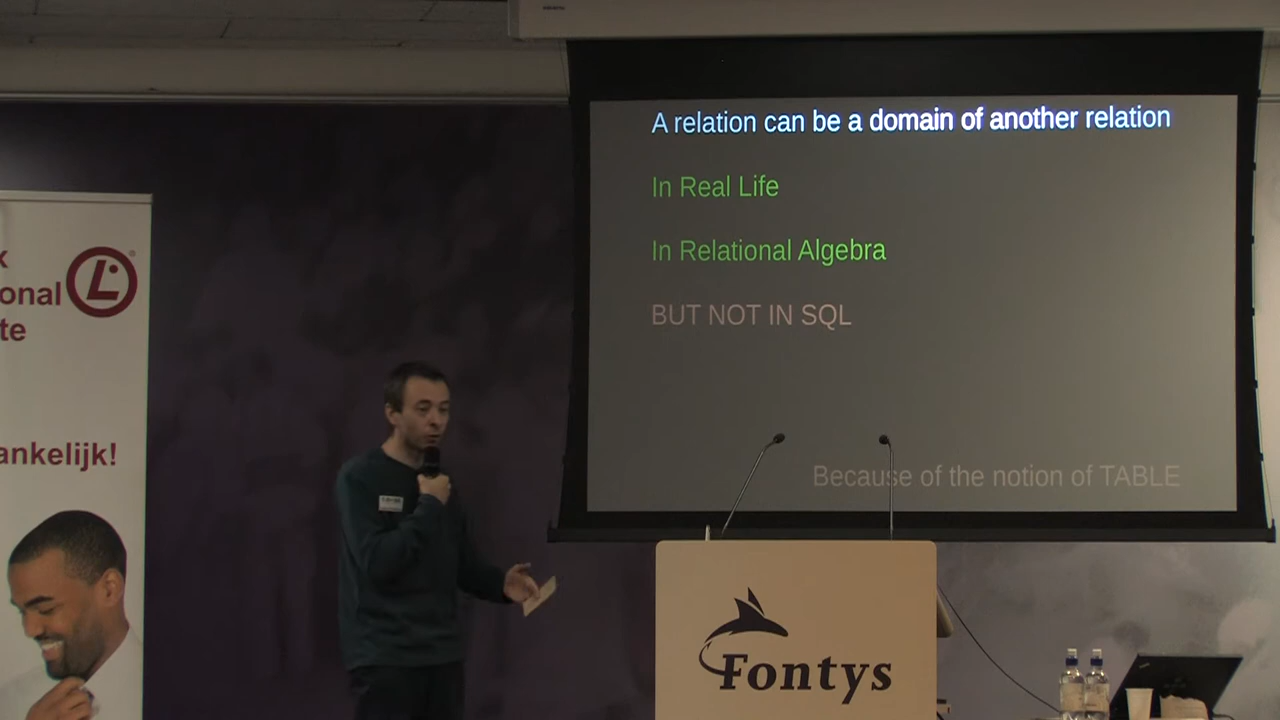 A relation can be a domain of another relation
In Real Life
In Relational Algebra
BUT NOT IN SQL
Because of the notion of TABLE
k
onal
te
ankelijk!
Fontys